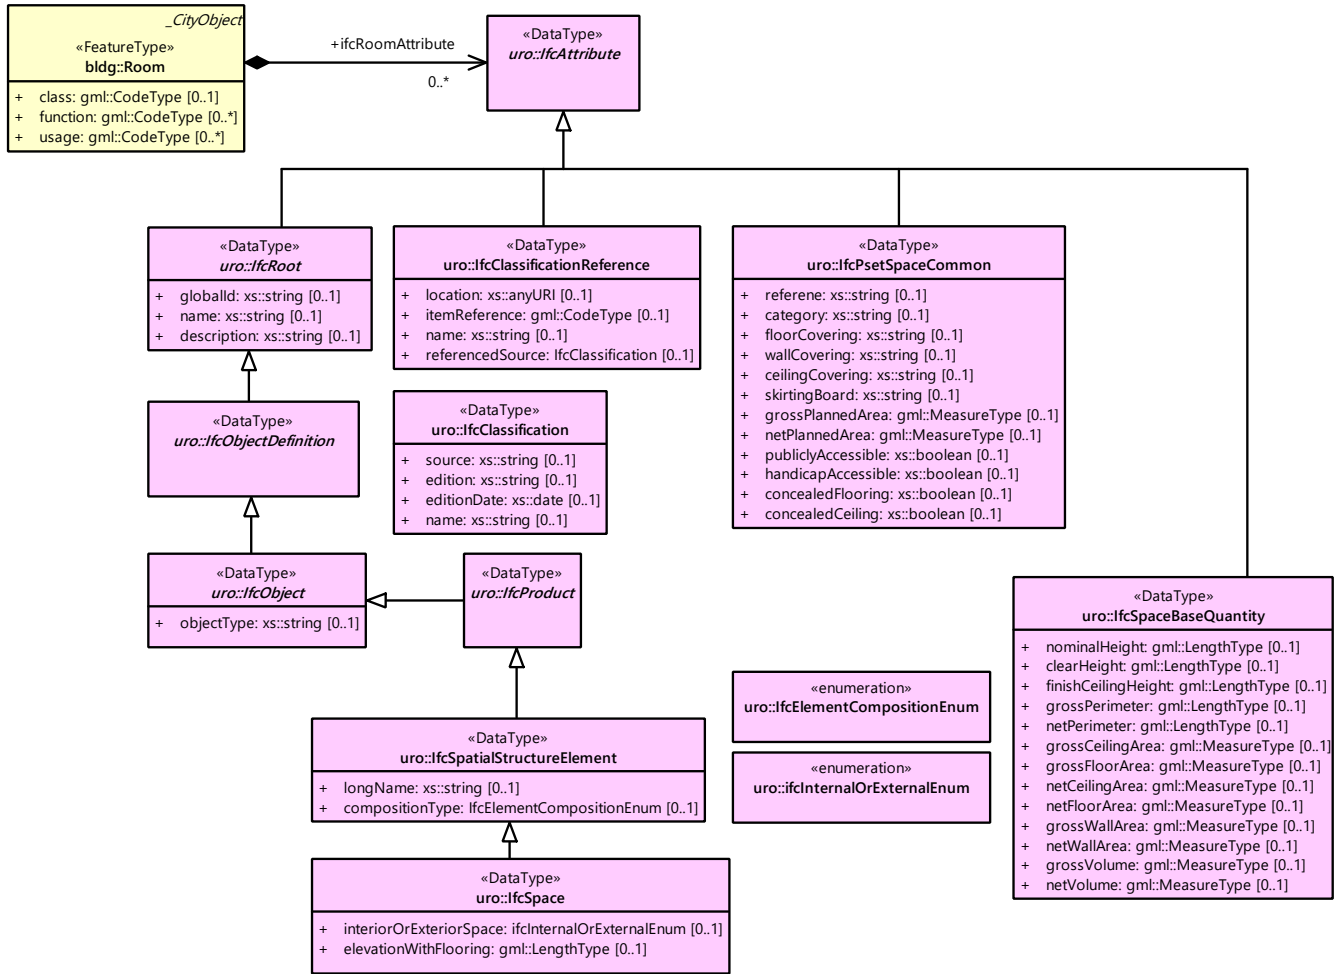 _CityObject
«FeatureType»
bldg::Room
+ class: gml::CodeType [0..1]
+ function: gml::CodeType [0..*]
+ usage: gml::CodeType [0..*]
+ifcRoomAttribute
0..*
«DataType»
uro::IfcAttribute
«DataType»
uro::IfcRoot
+ globalId: xs::string [0..1]
+ name: xs::string [0..1]
+ description: xs::string [0..1]
«DataType»
uro::IfcClassificationReference
+ location: xs::anyURI [0..1]
+ itemReference: gml::CodeType [0..1]
+ name: xs::string [0..1]
+ referencedSource: IfcClassification [0..1]
«DataType»
uro::IfcPsetSpaceCommon
+ referene: xs::string [0..1]
+ category: xs::string [0..1]
+ floorCovering: xs::string [0..1]
+ wallCovering: xs::string [0..1]
+ ceilingCovering: xs::string [0..1]
+ skirtingBoard: xs::string [0..1]
+ grossPlannedArea: gml::MeasureType [0..1]
+ netPlannedArea: gml::MeasureType [0..1]
+ publiclyAccessible: xs::boolean [0..1]
+ handicapAccessible: xs::boolean [0..1]
+ concealedFlooring: xs::boolean [0..1]
+ concealedCeiling: xs::boolean [0..1]
«DataType»
uro::IfcObjectDefinition
«DataType»
uro::IfcClassification
+ source: xs::string [0..1]
+ edition: xs::string [0..1]
+ editionDate: xs::date [0..1]
+ name: xs::string [0..1]
«DataType»
uro::IfcObject
+ objectType: xs::string [0..1]
«DataType»
uro::IfcProduct
«DataType»
uro::IfcSpaceBaseQuantity
+ nominalHeight: gml::LengthType [0..1]
+ clearHeight: gml::LengthType [0..1]
+ finishCeilingHeight: gml::LengthType [0..1]
+ grossPerimeter: gml::LengthType [0..1]
+ netPerimeter: gml::LengthType [0..1]
+ grossCeilingArea: gml::MeasureType [0..1]
+ grossFloorArea: gml::MeasureType [0..1]
+ netCeilingArea: gml::MeasureType [0..1]
+ netFloorArea: gml::MeasureType [0..1]
+ grossWallArea: gml::MeasureType [0..1]
+ netWallArea: gml::MeasureType [0..1]
+ grossVolume: gml::MeasureType [0..1]
+ netVolume: gml::MeasureType [0..1]
«enumeration»
uro::IfcElementCompositionEnum
«enumeration»
uro::ifcInternalOrExternalEnum
«DataType»
uro::IfcSpatialStructureElement
+ longName: xs::string [0..1]
+ compositionType: IfcElementCompositionEnum [0..1]
«DataType»
uro::IfcSpace
+ interiorOrExteriorSpace: ifcInternalOrExternalEnum [0..1]
+ elevationWithFlooring: gml::LengthType [0..1]